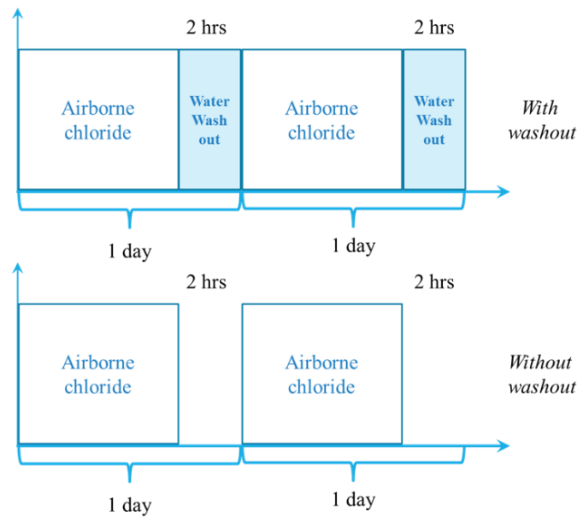 2 hrs
2 hrs
Airborne
chloride
Water
Wash
out
Airborne
chloride
Water
Wash
out
With
washout
1 day
1 day
2 hrs
2 hrs
Airborne
chloride
Airborne
chloride
Without
washout
1 day
1 day